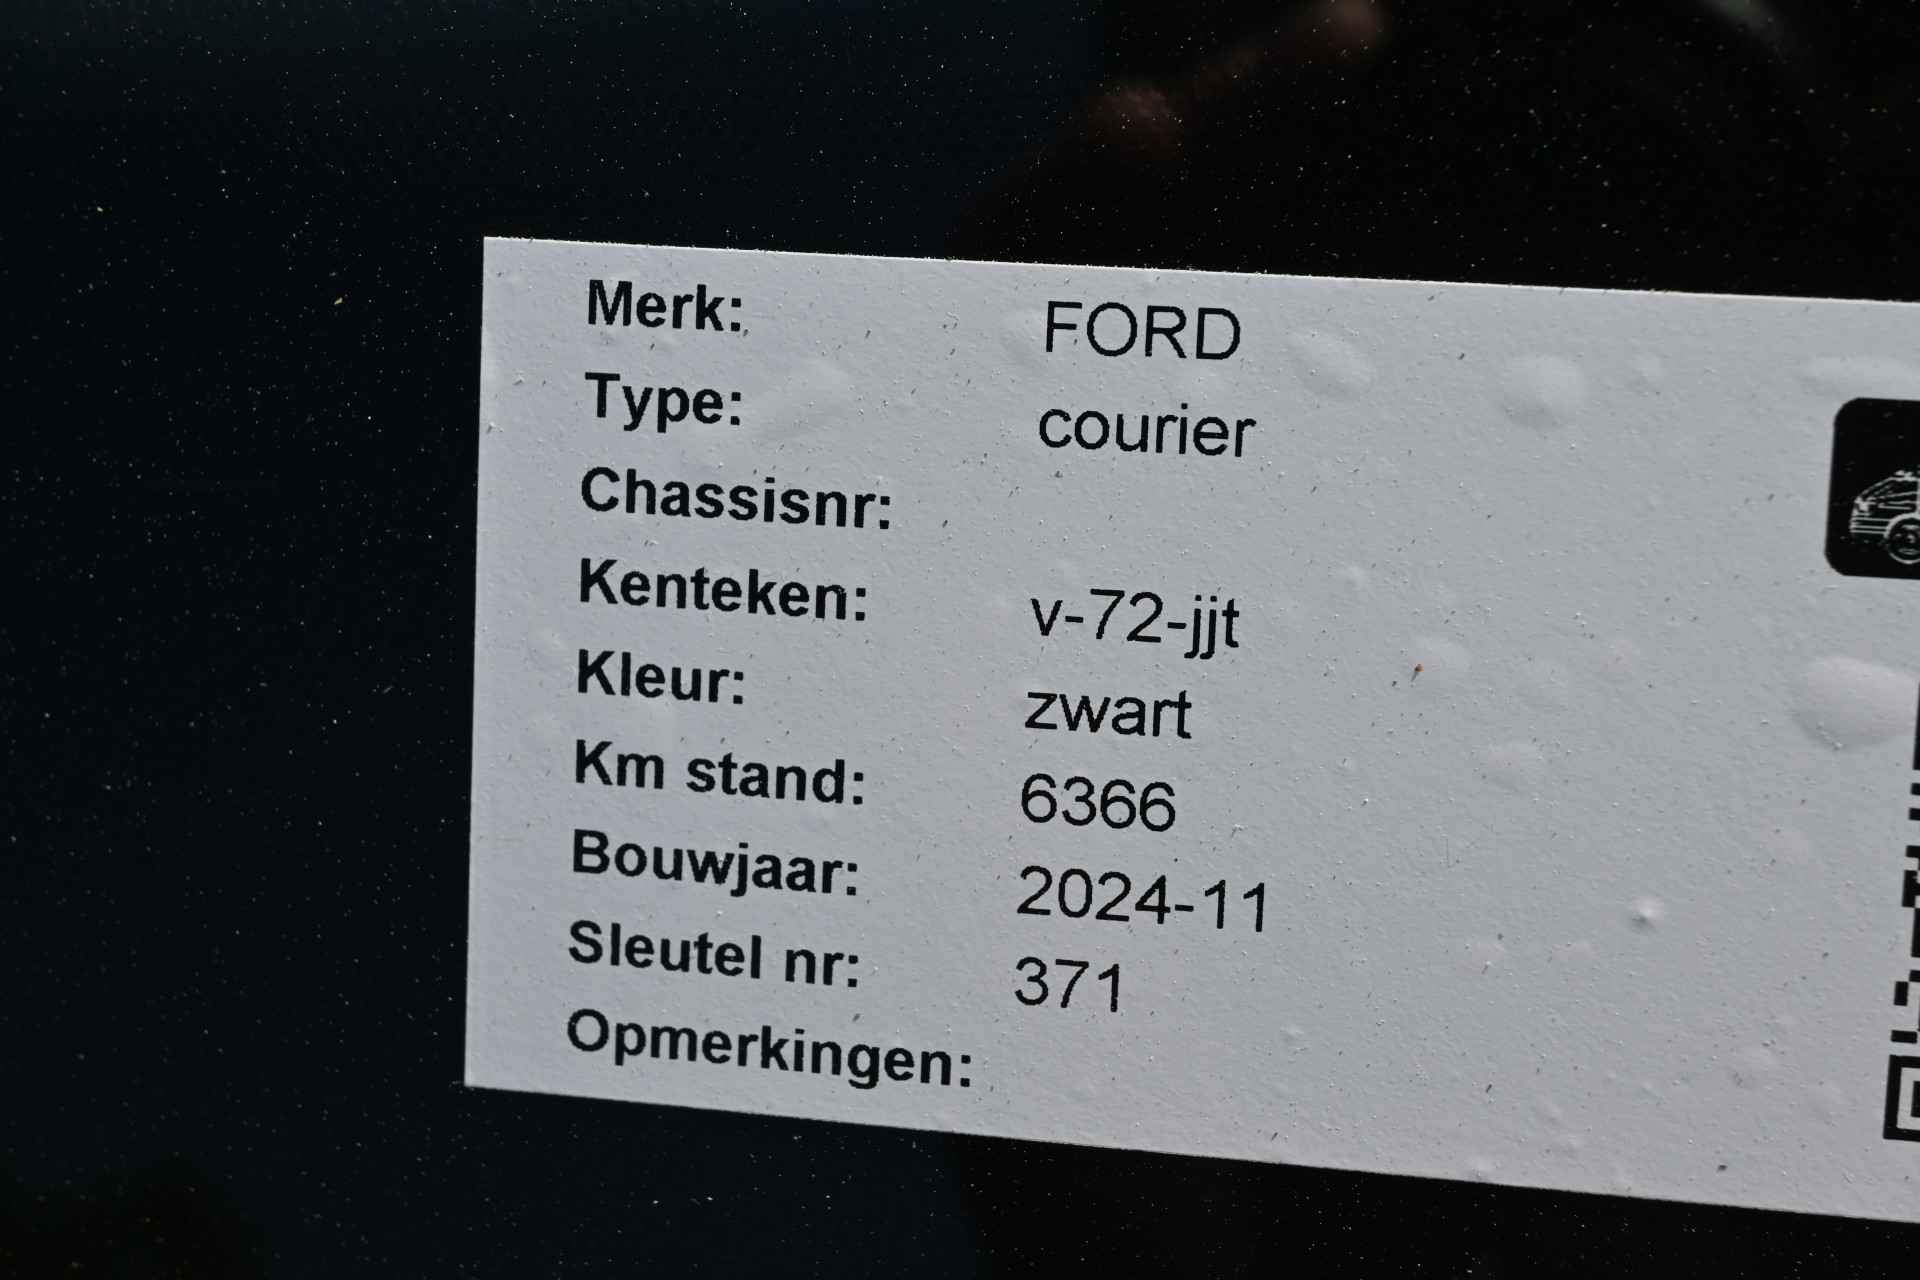 Merk: FORD
Type: courier
Chassisnr:
Kenteken: v-72-jjt
Kleur: zwart
Km stand: 6366
Bouwjaar: 2024-11
Sleutel nr: 371
Opmerkingen: